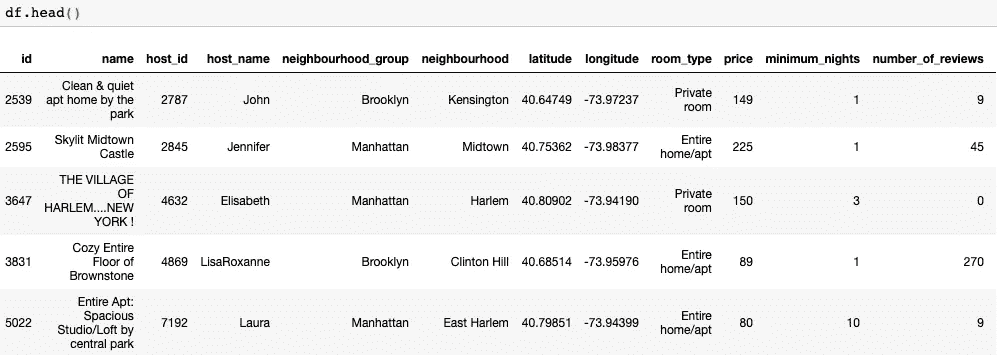 df.head()
id name host_id host_name neighbourhood_group neighbourhood latitude longitude room_type price minimum_nights number_of_reviews
2539 Clean & quiet apt home by the park 2787 John Brooklyn Kensington 40.64749 -73.97237 Private room 149 1 9
2595 Skylit Midtown Castle 2845 Jennifer Manhattan Midtown 40.75362 -73.98377 Entire home/apt 225 1 45
3647 THE VILLAGE OF HARLEM....NEW YORK ! 4632 Elisabeth Manhattan Harlem 40.80902 -73.94190 Private room 150 3 0
3831 Cozy Entire Floor of Brownstone 4869 LisaRoxanne Brooklyn Clinton Hill 40.68514 -73.95976 Entire home/apt 89 1 270
5022 Entire Apt: Spacious Studio/Loft by central park 7192 Laura Manhattan East Harlem 40.79851 -73.94399 Entire home/apt 80 10 9